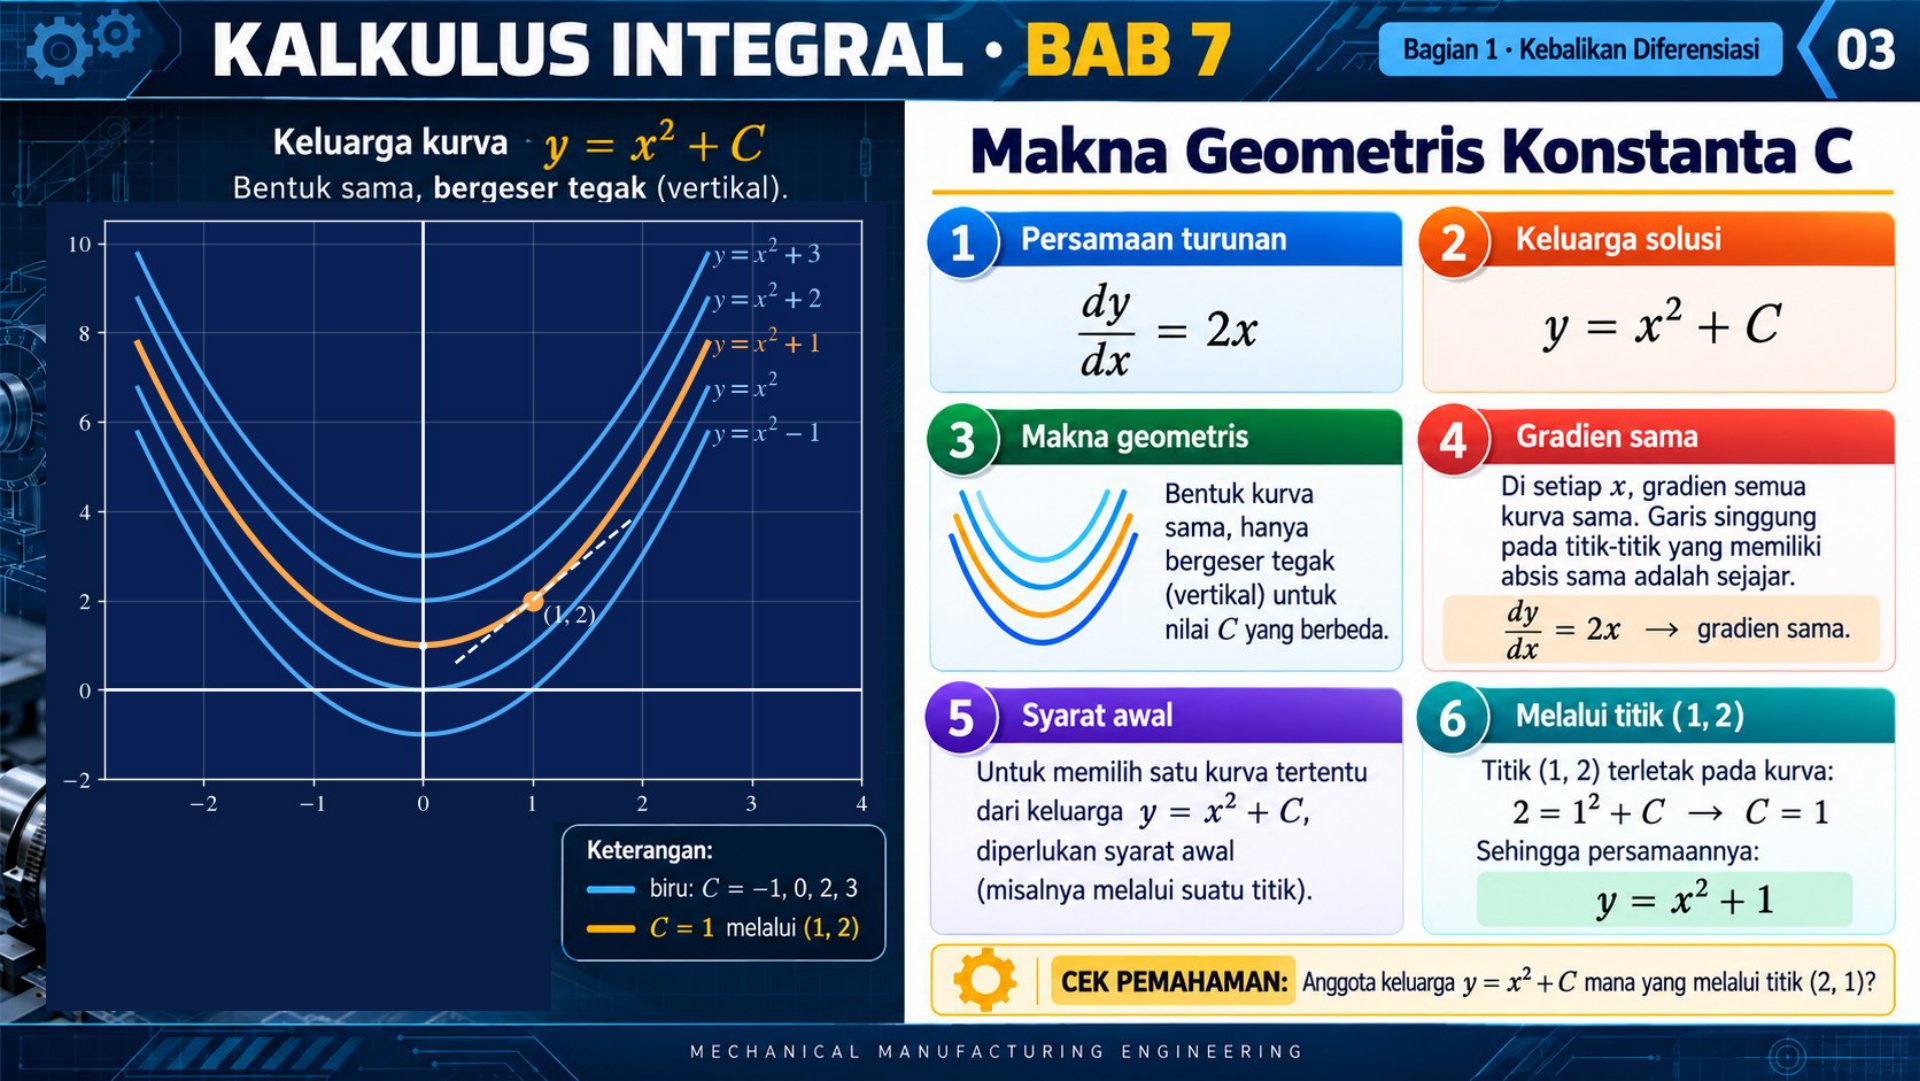 KALKULUS INTEGRAL • BAB 7
Bagian 1 · Kebalikan Diferensiasi
03
Keluarga kurva y = x² + C
Bentuk sama, bergeser tegak (vertikal).
10
8
6
4
2
0
−2
−2 −1 0 1 2 3 4
y = x² + 3
y = x² + 2
y = x² + 1
y = x²
y = x² − 1
(1, 2)
Keterangan:
biru: C = −1, 0, 2, 3
C = 1 melalui (1, 2)
Makna Geometris Konstanta C
1 Persamaan turunan
dy/dx = 2x
2 Keluarga solusi
y = x² + C
3 Makna geometris
Bentuk kurva
sama, hanya
bergeser tegak
(vertikal) untuk
nilai C yang berbeda.
4 Gradien sama
Di setiap x, gradien semua
kurva sama. Garis singgung
pada titik-titik yang memiliki
absis sama adalah sejajar.
dy/dx = 2x → gradien sama.
5 Syarat awal
Untuk memilih satu kurva tertentu
dari keluarga y = x² + C,
diperlukan syarat awal
(misalnya melalui suatu titik).
6 Melalui titik (1, 2)
Titik (1, 2) terletak pada kurva:
2 = 1² + C → C = 1
Sehingga persamaannya:
y = x² + 1
CEK PEMAHAMAN: Anggota keluarga y = x² + C mana yang melalui titik (2, 1)?
MECHANICAL MANUFACTURING ENGINEERING